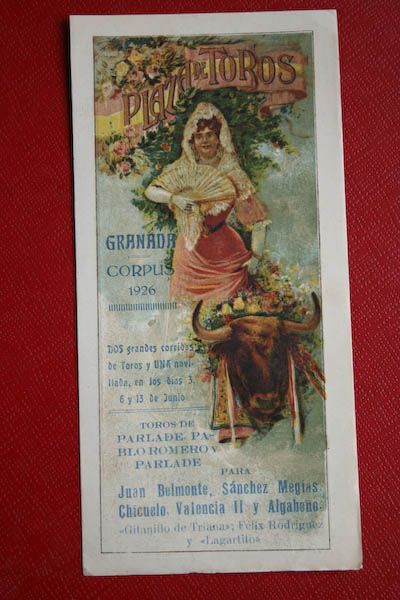 PLAZA DE TOROS
GRANADA
CORPUS
1926
DOS grandes corridas
de Toros y UNA novi-
llada, en los dias 3,
6 y 13 de Junio
TOROS DE
PARLADE, PA-
BLO ROMERO Y
PARLADE
PARA
Juan Belmonte, Sánchez Megías,
Chicuelo, Valencia II y Algabeño
«Gitanillo de Triana»; Félix Rodríguez
y «Lagartito»